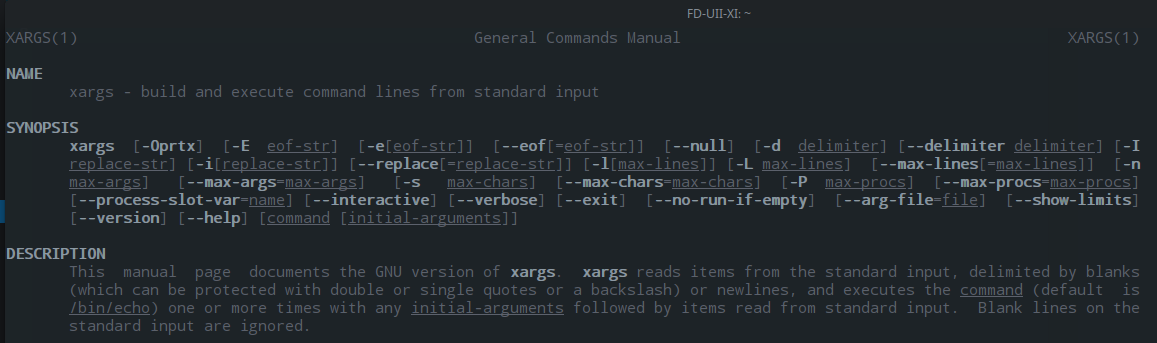 FD-UII-XI: ~
XARGS(1) General Commands Manual XARGS(1)
NAME
xargs - build and execute command lines from standard input
SYNOPSIS
xargs [-0prtx] [-E eof-str] [-e[eof-str]] [--eof[=eof-str]] [--null] [-d delimiter] [--delimiter delimiter] [-I
replace-str] [-i[replace-str]] [--replace[=replace-str]] [-l[max-lines]] [-L max-lines] [--max-lines[=max-lines]] [-n
max-args] [--max-args=max-args] [-s max-chars] [--max-chars=max-chars] [-P max-procs] [--max-procs=max-procs]
[--process-slot-var=name] [--interactive] [--verbose] [--exit] [--no-run-if-empty] [--arg-file=file] [--show-limits]
[--version] [--help] [command [initial-arguments]]
DESCRIPTION
This manual page documents the GNU version of xargs. xargs reads items from the standard input, delimited by blanks
(which can be protected with double or single quotes or a backslash) or newlines, and executes the command (default is
/bin/echo) one or more times with any initial-arguments followed by items read from standard input. Blank lines on the
standard input are ignored.